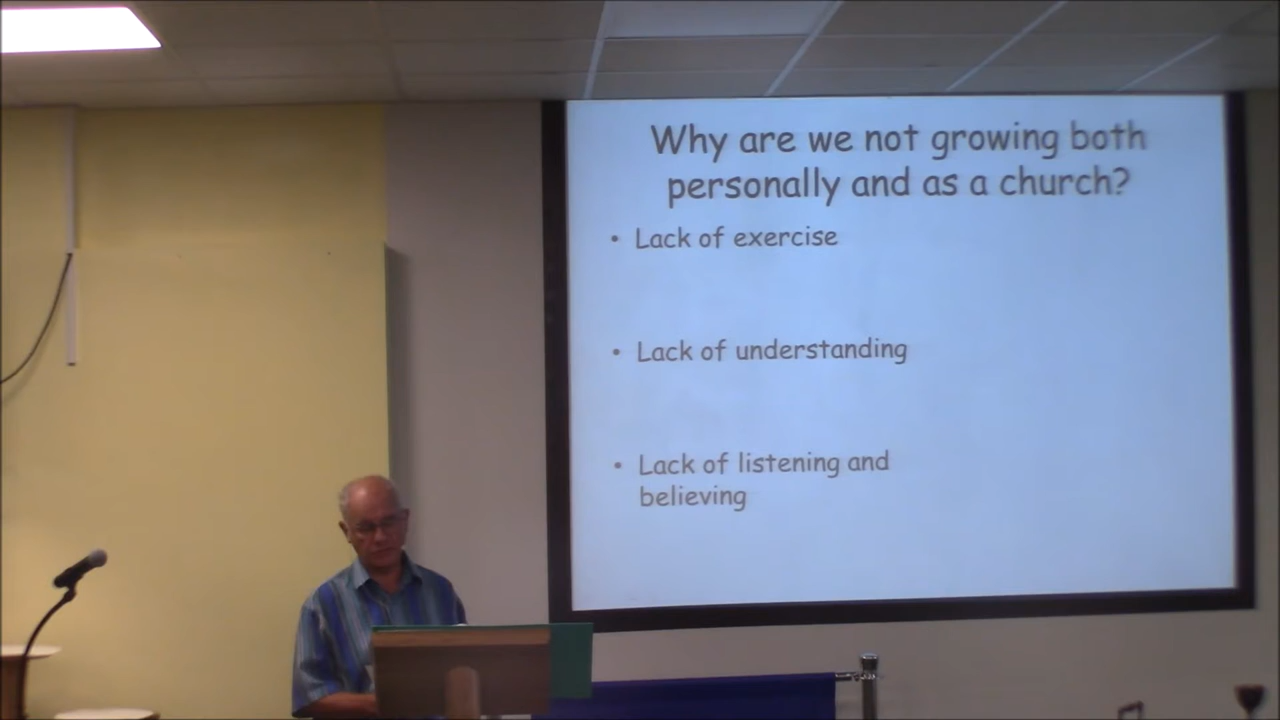 Why are we not growing both
personally and as a church?
• Lack of exercise
• Lack of understanding
• Lack of listening and
believing